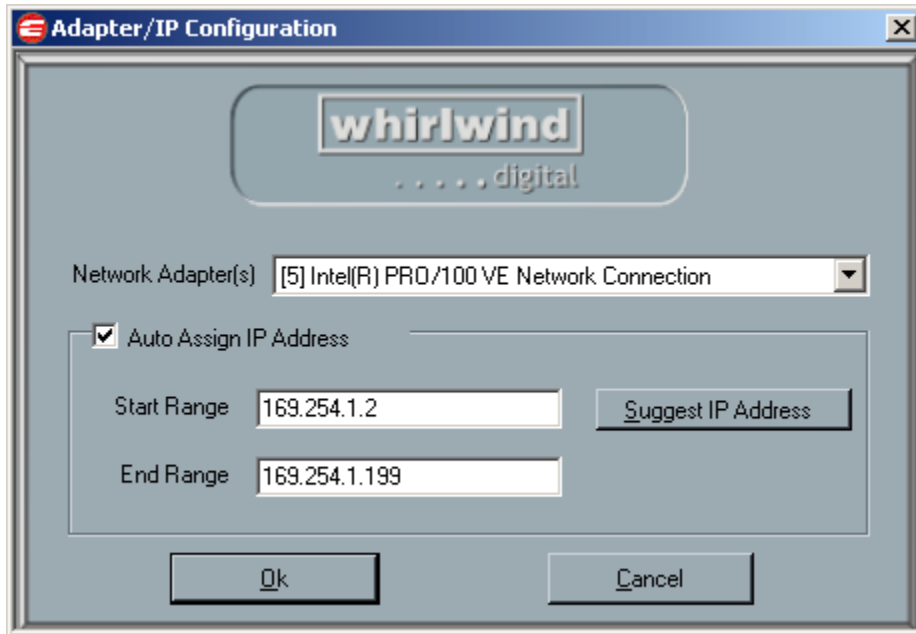 Adapter/IP Configuration
whirlwind
.....digital
Network Adapter(s) [5] Intel(R) PRO/100 VE Network Connection
Auto Assign IP Address
Start Range 169.254.1.2 Suggest IP Address
End Range 169.254.1.199
Ok Cancel